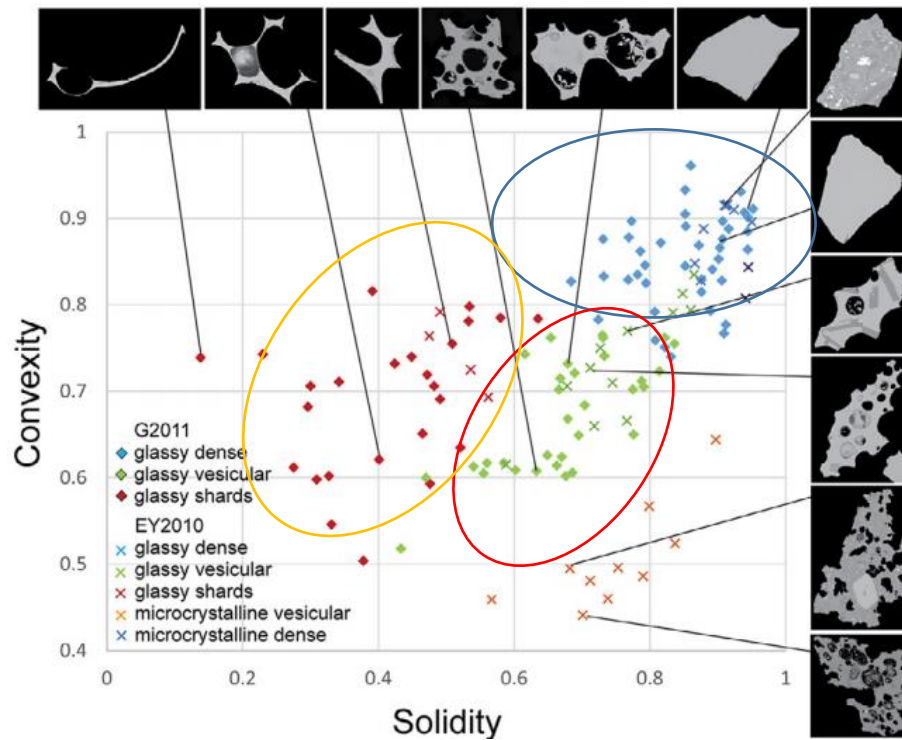 1
0.9
0.8
0.7
0.6
0.5
0.4
Convexity
G2011
glassy dense
glassy vesicular
glassy shards
EY2010
glassy dense
glassy vesicular
glassy shards
microcrystalline vesicular
microcrystalline dense
0 0.2 0.4 0.6 0.8 1
Solidity